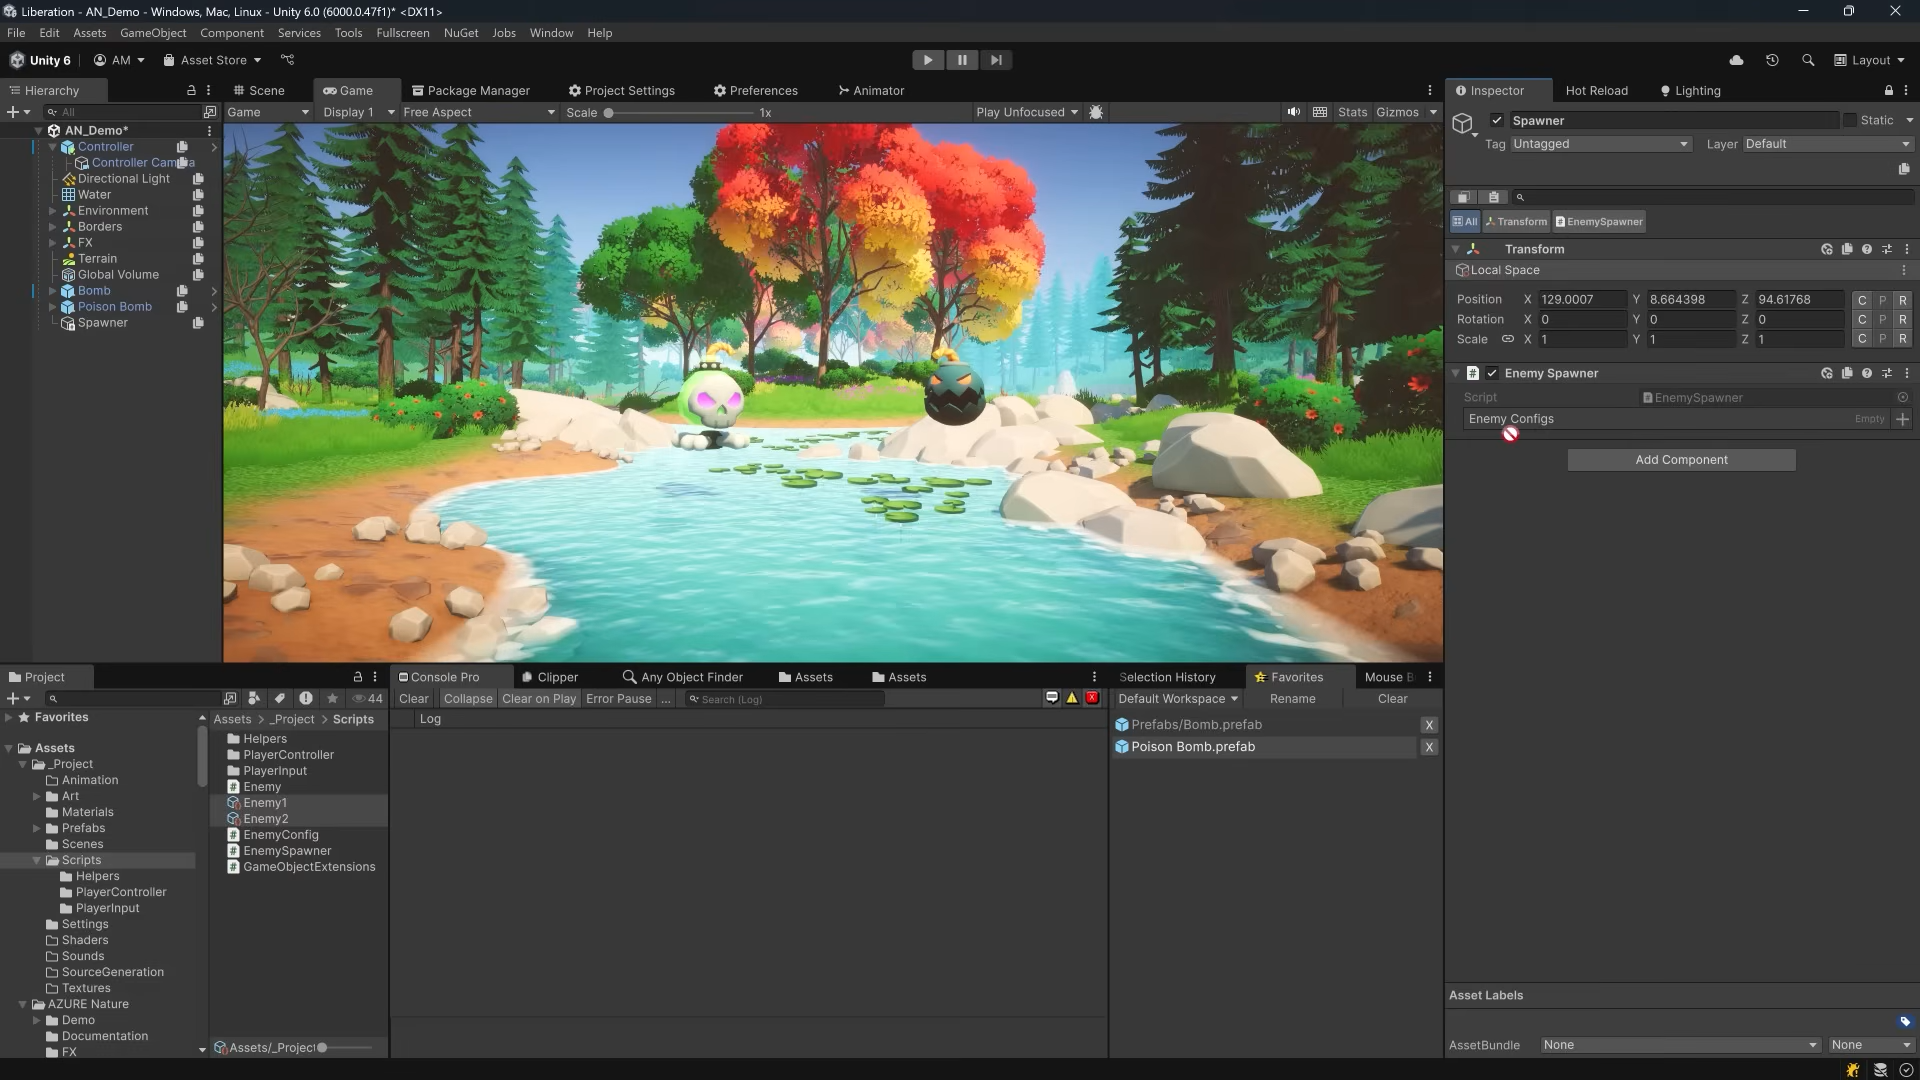 Liberation - AN_Demo - Windows, Mac, Linux - Unity 6.0 (6000.0.47f1)* <DX11>
File Edit Assets GameObject Component Services Tools Fullscreen NuGet Jobs Window Help
Unity 6 AM Asset Store Layout
Hierarchy
All
AN_Demo*
Controller
Controller Cam
Directional Light
Water
Environment
Borders
FX
Terrain
Global Volume
Bomb
Poison Bomb
Spawner
Scene Game Package Manager Project Settings Preferences Animator
Game Display 1 Free Aspect Scale 1x Play Unfocused Stats Gizmos
Inspector Hot Reload Lighting
Spawner Static
Tag Untagged Layer Default
All Transform EnemySpawner
Transform
Local Space
Position X 129.0007 Y 8.664398 Z 94.61768 C P R
Rotation X 0 Y 0 Z 0 C P R
Scale X 1 Y 1 Z 1 C P R
# Enemy Spawner
Script # EnemySpawner
Enemy Configs Empty
Add Component
Asset Labels
AssetBundle None None
Project
44
Favorites
Assets
_Project
Animation
Art
Materials
Prefabs
Scenes
Scripts
Helpers
PlayerController
PlayerInput
Settings
Shaders
Sounds
SourceGeneration
Textures
AZURE Nature
Demo
Documentation
FX
Assets > _Project > Scripts
Helpers
PlayerController
PlayerInput
# Enemy
Enemy1
Enemy2
# EnemyConfig
# EnemySpawner
# GameObjectExtensions
Assets/_Project
Console Pro Clipper Any Object Finder Assets Assets
Clear Collapse Clear on Play Error Pause ... Search (Log)
Log
Selection History Favorites Mouse B
Default Workspace Rename Clear
Prefabs/Bomb.prefab X
Poison Bomb.prefab X